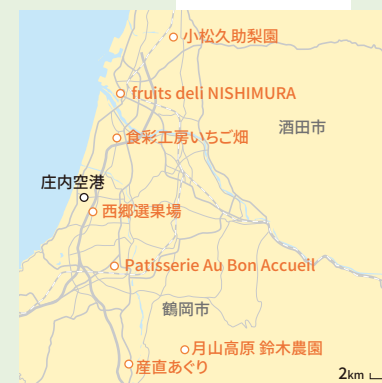 小松久助梨園
fruits deli NISHIMURA
酒田市
食彩工房いちご畑
庄内空港
西郷選果場
Patisserie Au Bon Accueil
鶴岡市
月山高原 鈴木農園
産直あぐり
2km